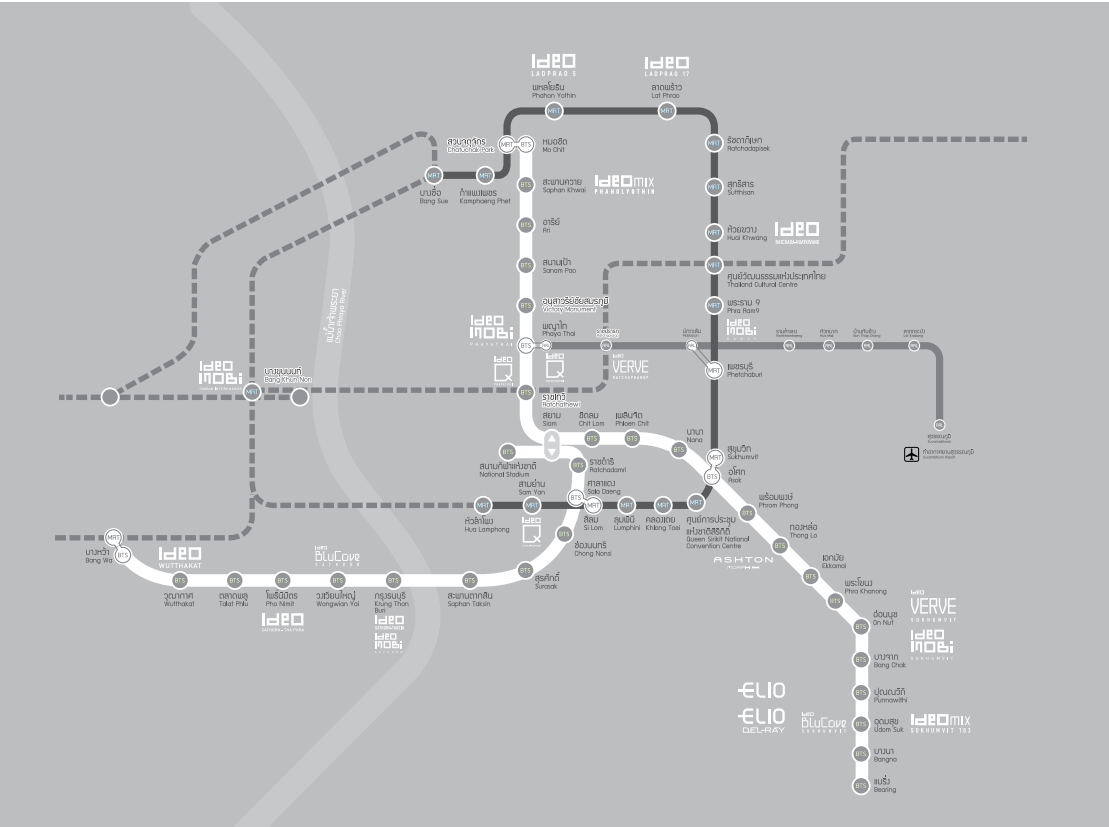 ideo
LADPRAO 5
ideo
LADPRAO 17
พหลโยธิน
Phahon Yothin
ลาดพร้าว
Lat Phrao
สวนจตุจักร
Chatuchak Park
MRT
BTS
หมอชิต
Mo Chit
รัชดาภิเษก
Ratchadapisek
บางซื่อ
Bang Sue
กำแพงเพชร
Kamphaeng Phet
สะพานควาย
Saphan Khwai
ideo mix
PHAHOLYOTHIN
สุทธิสาร
Sutthisan
อารีย์
Ari
ห้วยขวาง
Huai Khwang
ideo
สนามเป้า
Sanam Pao
ศูนย์วัฒนธรรมแห่งประเทศไทย
Thailand Cultural Centre
แม่น้ำเจ้าพระยา
Chao Phraya River
อนุสาวรีย์ชัยสมรภูมิ
Victory Monument
พระราม 9
Phra Ram9
ideo
mobi
PHAYATHAI
พญาไท
Phaya Thai
ideo
mobi
เพชรบุรี
Phetchaburi
ideo
Q
ideo
Q
ideo
VERVE
RATCHAPRAROP
ideo
mobi
บางขุนนนท์
Bang Khun Non
ราชเทวี
Ratchathewi
สยาม
Siam
ชิดลม
Chit Lom
เพลินจิต
Phloen Chit
นานา
Nana
สุขุมวิท
Sukhumvit
อโศก
Asok
สุวรรณภูมิ
สนามกีฬาแห่งชาติ
National Stadium
ราชดำริ
Ratchadamri
สามย่าน
Sam Yan
ศาลาแดง
Sala Daeng
พร้อมพงษ์
Phrom Phong
หัวลำโพง
Hua Lamphong
ideo
Q
สีลม
Si Lom
ลุมพินี
Lumphini
คลองเตย
Khlong Toei
ศูนย์การประชุม
แห่งชาติสิริกิติ์
Queen Sirikit National
Convention Centre
ทองหล่อ
Thong Lo
บางหว้า
Bang Wa
ideo
WUTTHAKAT
ideo
BLUCOVE
SATHORN
ช่องนนทรี
Chong Nonsi
ASHTON
เอกมัย
Ekkamai
วุฒากาศ
Wutthakat
ตลาดพลู
Talat Phlu
โพธิ์นิมิตร
Pho Nimit
วงเวียนใหญ่
Wongwian Yai
กรุงธนบุรี
Krung Thon
Buri
สะพานตากสิน
Saphan Taksin
สุรศักดิ์
Surasak
พระโขนง
Phra Khanong
ideo
ideo
ideo
mobi
อ่อนนุช
On Nut
ideo
VERVE
SUKHUMVIT
ideo
mobi
SUKHUMVIT
บางจาก
Bang Chak
ELIO
ปุณณวิถี
Punnawithi
ELIO
DEL-RAY
ideo
BLUCOVE
SUKHUMVIT
อุดมสุข
Udom Suk
ideo mix
SUKHUMVIT 103
บางนา
Bangna
แบริ่ง
Bearing